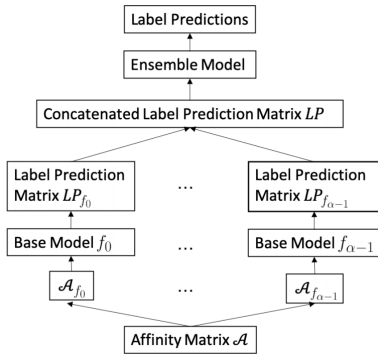 Label Predictions
Ensemble Model
Concatenated Label Prediction Matrix LP
Label Prediction
Matrix LP_{f_0}
...
Label Prediction
Matrix LP_{f_{α−1}}
Base Model f_0
...
Base Model f_{α−1}
𝒜_{f_0}
...
𝒜_{f_{α−1}}
Affinity Matrix 𝒜